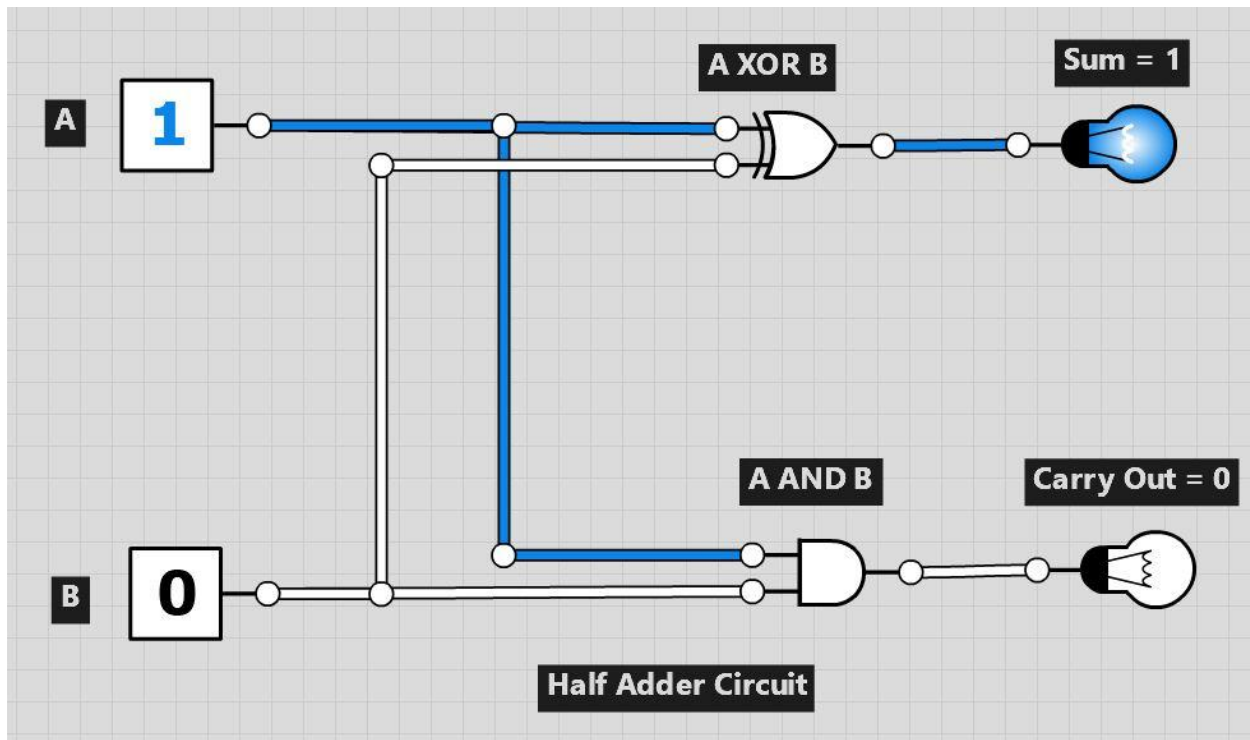 A XOR B
Sum = 1
A
1
A AND B
Carry Out = 0
B
0
Half Adder Circuit